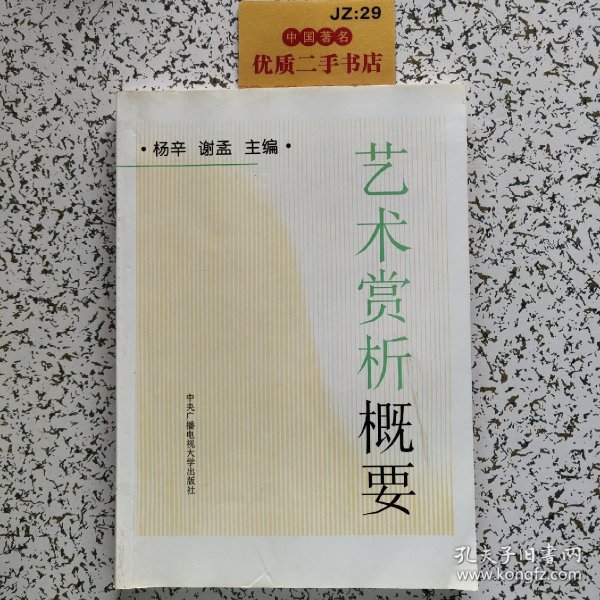 JZ:29
中国著名
优质二手书店
·杨辛 谢孟 主编·
艺术赏析概要
中央广播电视大学出版社
孔夫子旧书网
www.kongfz.com